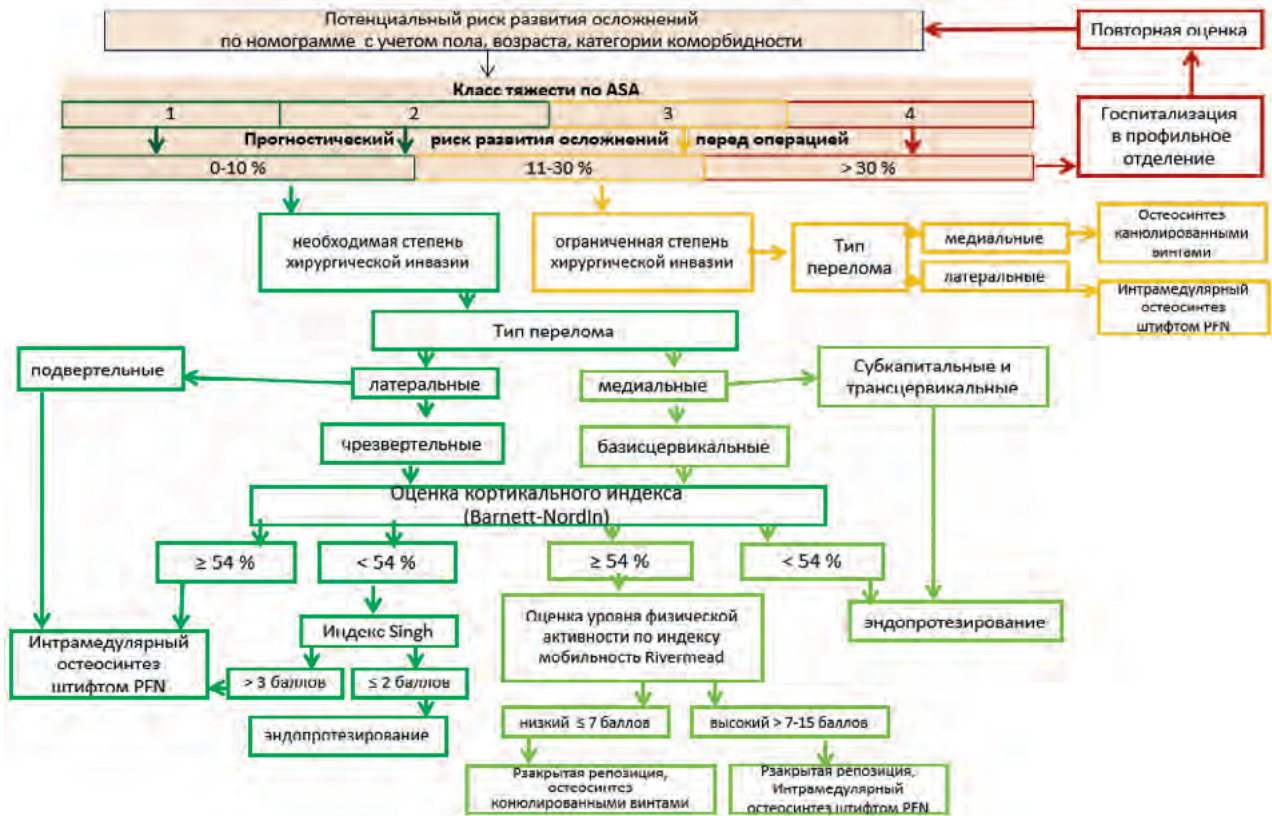 Потенциальный риск развития осложнений
по номограмме с учетом пола, возраста, категории коморбидности
Повторная оценка
Класс тяжести по ASA
1
2
3
4
Госпитализация
в профильное
отделение
Прогностический риск развития осложнений перед операцией
0-10 %
11-30 %
> 30 %
необходимая степень
хирургической инвазии
ограниченная степень
хирургической инвазии
Тип
перелома
медиальные
латеральные
Остеосинтез
канюлированными
винтами
Интрамедулярный
остеосинтез
штифтом PFN
Тип перелома
подвертельные
латеральные
медиальные
Субкапитальные и
трансцервикальные
чрезвертельные
базисцервикальные
Оценка кортикального индекса
(Barnett-Nordin)
≥ 54 %
< 54 %
≥ 54 %
< 54 %
Индекс Singh
Оценка уровня физической
активности по индексу
мобильность Rivermead
эндопротезирование
Интрамедулярный
остеосинтез
штифтом PFN
> 3 баллов
≤ 2 баллов
эндопротезирование
низкий ≤ 7 баллов
высокий > 7-15 баллов
Рзакрытая репозиция,
остеосинтез
конюлированными винтами
Рзакрытая репозиция,
Интрамедулярный
остеосинтез штифтом PFN